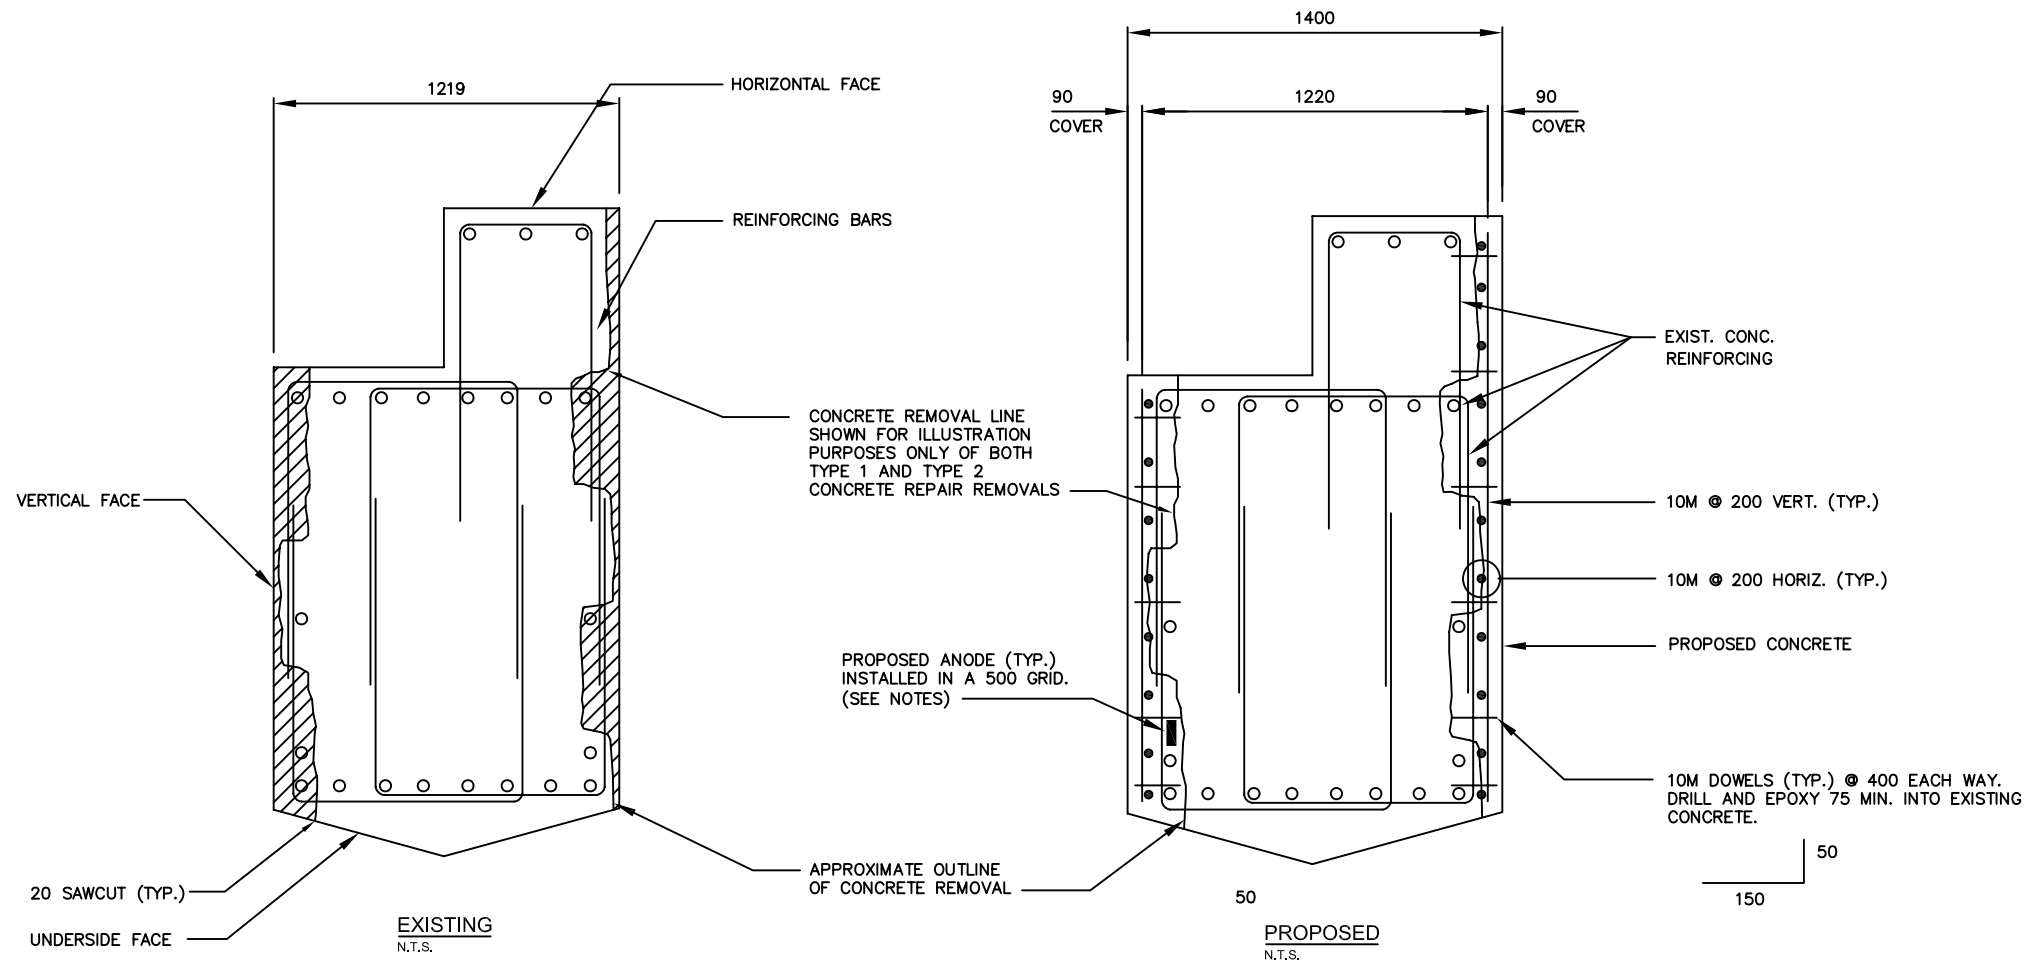 1219
HORIZONTAL FACE
REINFORCING BARS
VERTICAL FACE
CONCRETE REMOVAL LINE
SHOWN FOR ILLUSTRATION
PURPOSES ONLY OF BOTH
TYPE 1 AND TYPE 2
CONCRETE REPAIR REMOVALS
20 SAWCUT (TYP.)
UNDERSIDE FACE
APPROXIMATE OUTLINE
OF CONCRETE REMOVAL
EXISTING
N.T.S.
1400
90
COVER
1220
90
COVER
EXIST. CONC.
REINFORCING
10M @ 200 VERT. (TYP.)
10M @ 200 HORIZ. (TYP.)
PROPOSED CONCRETE
PROPOSED ANODE (TYP.)
INSTALLED IN A 500 GRID.
(SEE NOTES)
10M DOWELS (TYP.) @ 400 EACH WAY.
DRILL AND EPOXY 75 MIN. INTO EXISTING
CONCRETE.
50
150
50
PROPOSED
N.T.S.